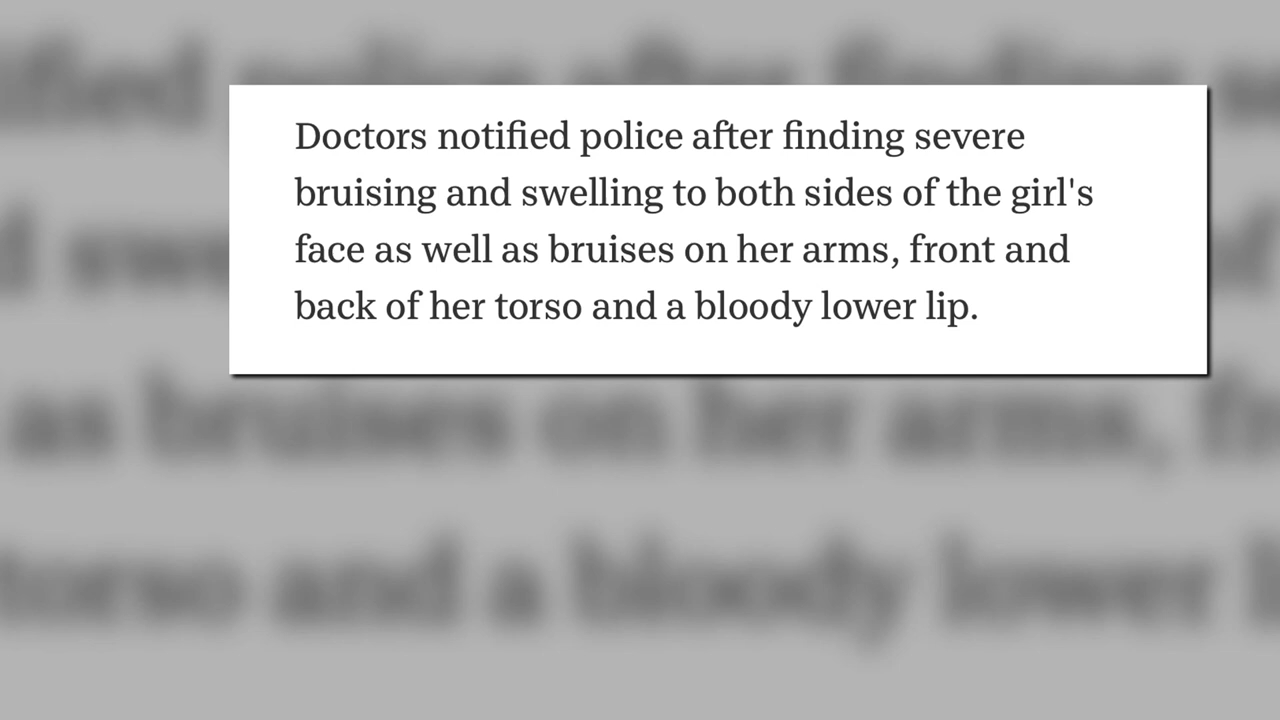 Doctors notified police after finding severe
bruising and swelling to both sides of the girl's
face as well as bruises on her arms, front and
back of her torso and a bloody lower lip.